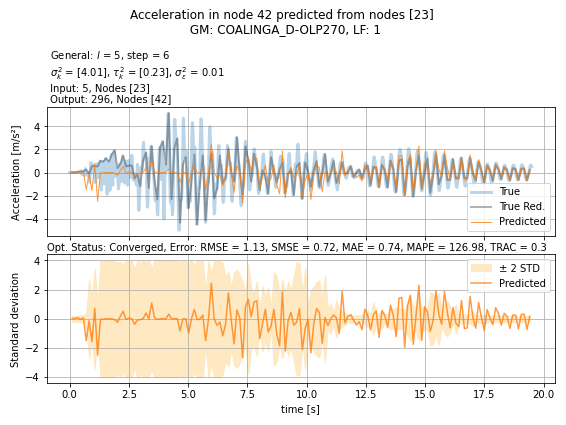 Acceleration in node 42 predicted from nodes [23]
GM: COALINGA_D-OLP270, LF: 1
General: l = 5, step = 6
σ²ₖ = [4.01], τ²ₖ = [0.23], σ²ε = 0.01
Input: 5, Nodes [23]
Output: 296, Nodes [42]
Acceleration [m/s²]
4
2
0
−2
−4
True
True Red.
Predicted
Opt. Status: Converged, Error: RMSE = 1.13, SMSE = 0.72, MAE = 0.74, MAPE = 126.98, TRAC = 0.3
Standard deviation
4
2
0
−2
−4
± 2 STD
Predicted
0.0 2.5 5.0 7.5 10.0 12.5 15.0 17.5 20.0
time [s]